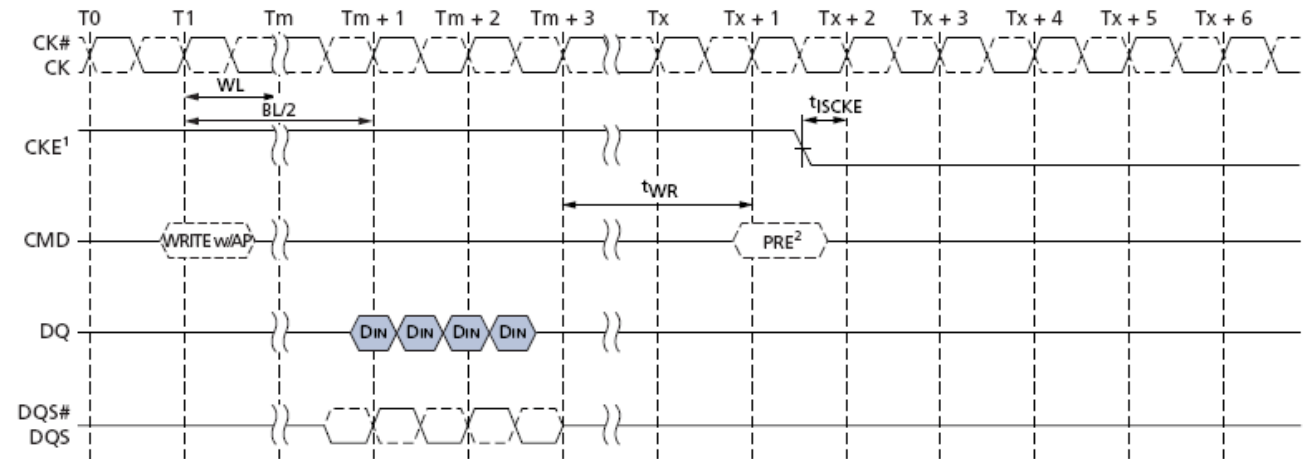 T0 T1 Tm Tm + 1 Tm + 2 Tm + 3 Tx Tx + 1 Tx + 2 Tx + 3 Tx + 4 Tx + 5 Tx + 6
CK#
CK
WL
BL/2
tISCKE
CKE1
tWR
CMD WRITE w/AP PRE2
DQ DIN DIN DIN DIN
DQS#
DQS